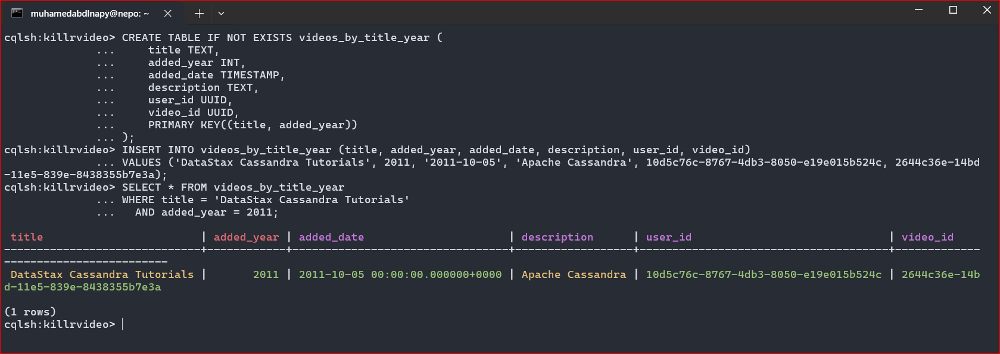 muhamedabdlnapy@nepo: ~
cqlsh:killrvideo> CREATE TABLE IF NOT EXISTS videos_by_title_year (
... title TEXT,
... added_year INT,
... added_date TIMESTAMP,
... description TEXT,
... user_id UUID,
... video_id UUID,
... PRIMARY KEY((title, added_year))
... );
cqlsh:killrvideo> INSERT INTO videos_by_title_year (title, added_year, added_date, description, user_id, video_id)
... VALUES ('DataStax Cassandra Tutorials', 2011, '2011-10-05', 'Apache Cassandra', 10d5c76c-8767-4db3-8050-e19e015b524c, 2644c36e-14bd
-11e5-839e-8438355b7e3a);
cqlsh:killrvideo> SELECT * FROM videos_by_title_year
... WHERE title = 'DataStax Cassandra Tutorials'
... AND added_year = 2011;
title | added_year | added_date | description | user_id | video_id
------------------------------+------------+---------------------------------+------------------+--------------------------------------+-------------
-------------------------
DataStax Cassandra Tutorials | 2011 | 2011-10-05 00:00:00.000000+0000 | Apache Cassandra | 10d5c76c-8767-4db3-8050-e19e015b524c | 2644c36e-14b
d-11e5-839e-8438355b7e3a
(1 rows)
cqlsh:killrvideo>